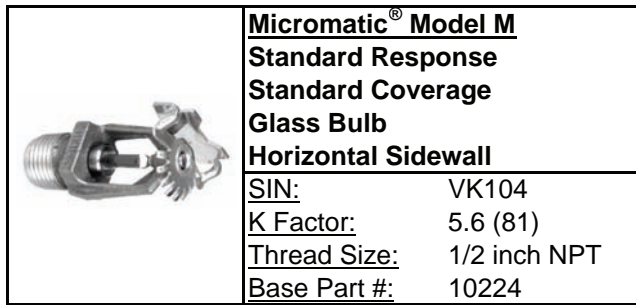 Micromatic® Model M
Standard Response
Standard Coverage
Glass Bulb
Horizontal Sidewall
SIN: VK104
K Factor: 5.6 (81)
Thread Size: 1/2 inch NPT
Base Part #: 10224